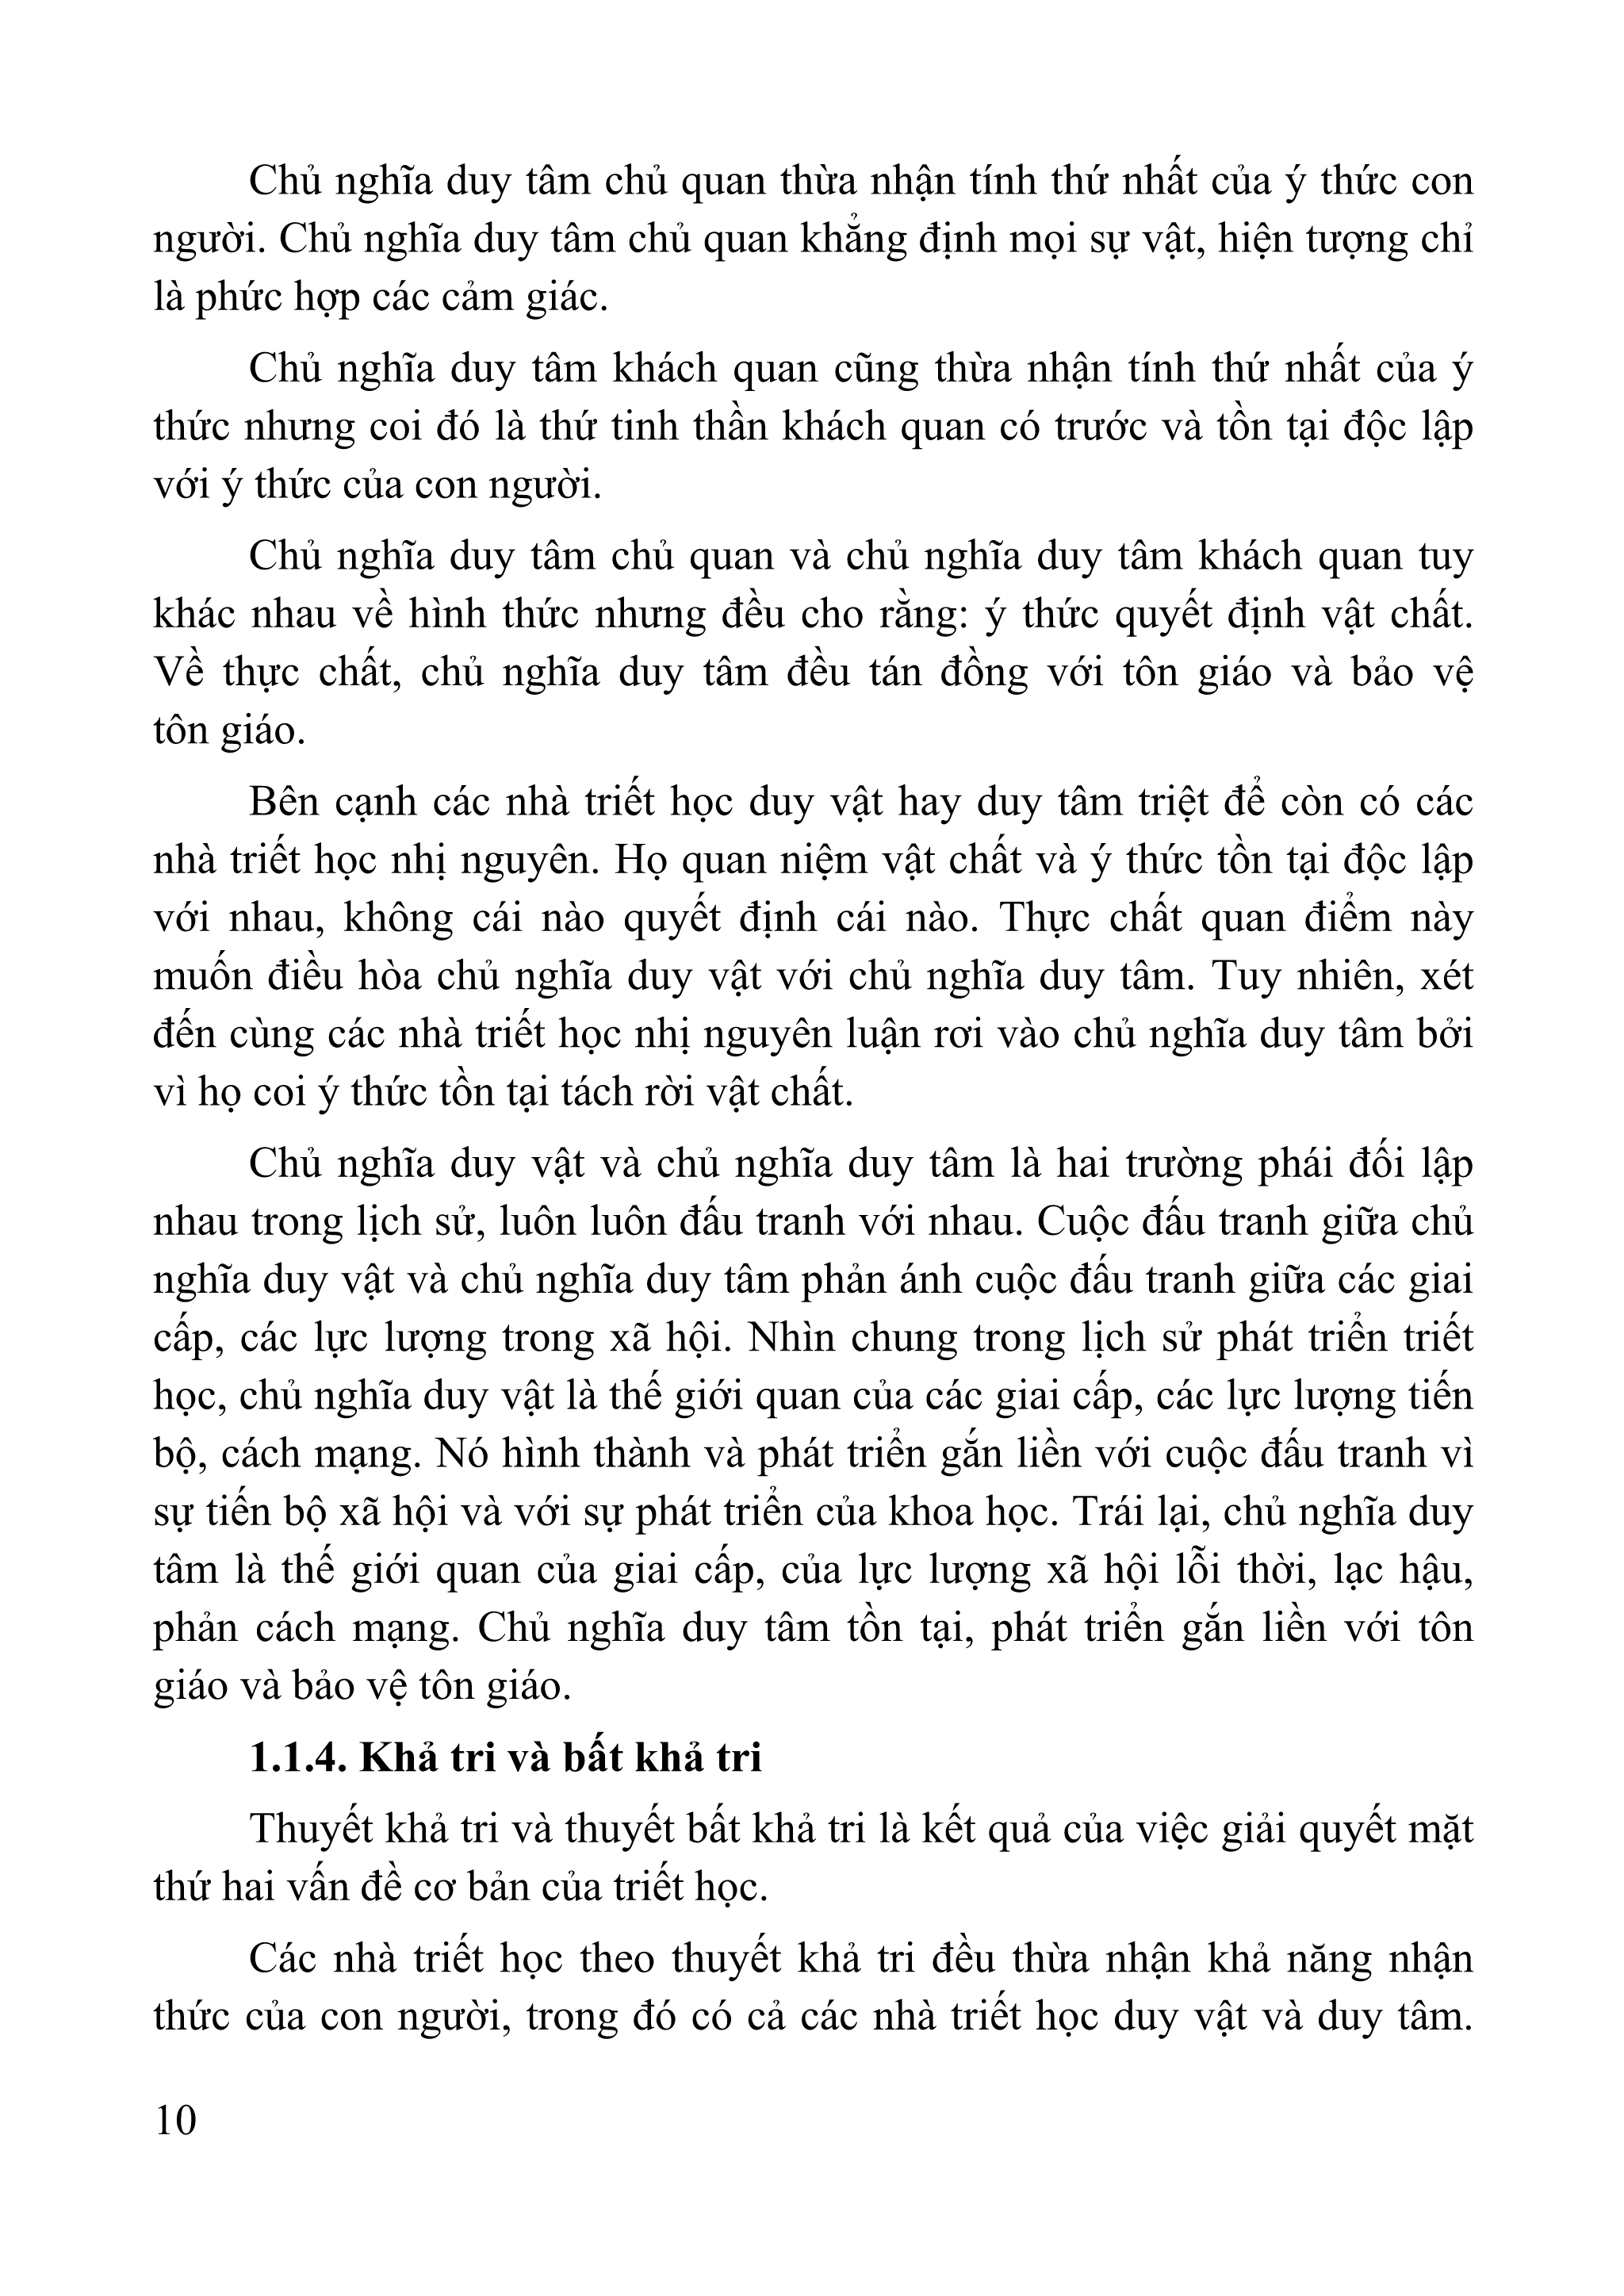 Chủ nghĩa duy tâm chủ quan thừa nhận tính thứ nhất của ý thức con
người. Chủ nghĩa duy tâm chủ quan khẳng định mọi sự vật, hiện tượng chỉ
là phức hợp các cảm giác.
Chủ nghĩa duy tâm khách quan cũng thừa nhận tính thứ nhất của ý
thức nhưng coi đó là thứ tinh thần khách quan có trước và tồn tại độc lập
với ý thức của con người.
Chủ nghĩa duy tâm chủ quan và chủ nghĩa duy tâm khách quan tuy
khác nhau về hình thức nhưng đều cho rằng: ý thức quyết định vật chất.
Về thực chất, chủ nghĩa duy tâm đều tán đồng với tôn giáo và bảo vệ
tôn giáo.
Bên cạnh các nhà triết học duy vật hay duy tâm triệt để còn có các
nhà triết học nhị nguyên. Họ quan niệm vật chất và ý thức tồn tại độc lập
với nhau, không cái nào quyết định cái nào. Thực chất quan điểm này
muốn điều hòa chủ nghĩa duy vật với chủ nghĩa duy tâm. Tuy nhiên, xét
đến cùng các nhà triết học nhị nguyên luận rơi vào chủ nghĩa duy tâm bởi
vì họ coi ý thức tồn tại tách rời vật chất.
Chủ nghĩa duy vật và chủ nghĩa duy tâm là hai trường phái đối lập
nhau trong lịch sử, luôn luôn đấu tranh với nhau. Cuộc đấu tranh giữa chủ
nghĩa duy vật và chủ nghĩa duy tâm phản ánh cuộc đấu tranh giữa các giai
cấp, các lực lượng trong xã hội. Nhìn chung trong lịch sử phát triển triết
học, chủ nghĩa duy vật là thế giới quan của các giai cấp, các lực lượng tiến
bộ, cách mạng. Nó hình thành và phát triển gắn liền với cuộc đấu tranh vì
sự tiến bộ xã hội và với sự phát triển của khoa học. Trái lại, chủ nghĩa duy
tâm là thế giới quan của giai cấp, của lực lượng xã hội lỗi thời, lạc hậu,
phản cách mạng. Chủ nghĩa duy tâm tồn tại, phát triển gắn liền với tôn
giáo và bảo vệ tôn giáo.
1.1.4. Khả tri và bất khả tri
Thuyết khả tri và thuyết bất khả tri là kết quả của việc giải quyết mặt
thứ hai vấn đề cơ bản của triết học.
Các nhà triết học theo thuyết khả tri đều thừa nhận khả năng nhận
thức của con người, trong đó có cả các nhà triết học duy vật và duy tâm.
10